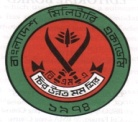 বাংলাদেশ মিলিটারি একাডেমি
চির উন্নত মম শির
১৯৭৪